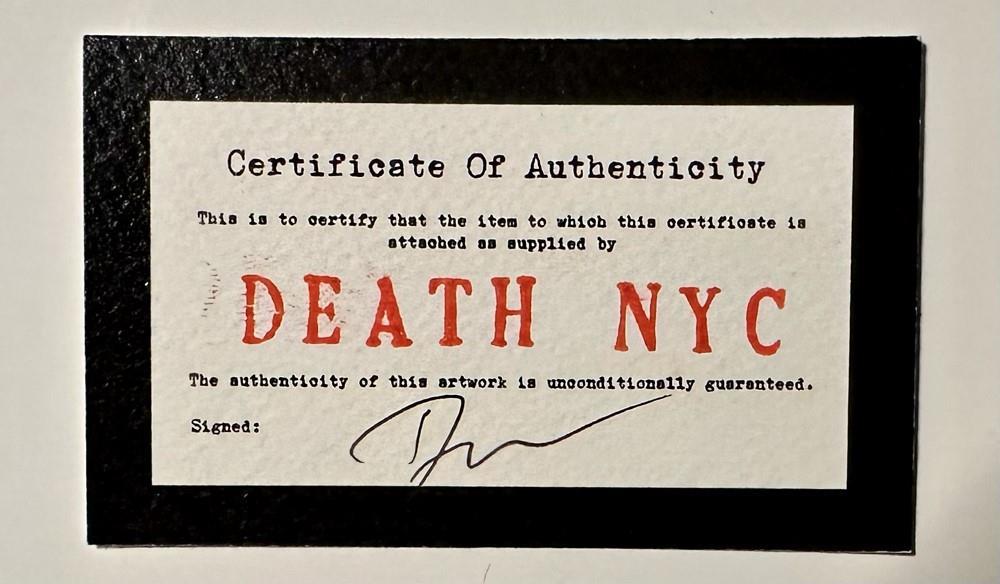 Certificate Of Authenticity
This is to certify that the item to which this certificate is
attached as supplied by
DEATH NYC
The authenticity of this artwork is unconditionally guaranteed.
Signed: